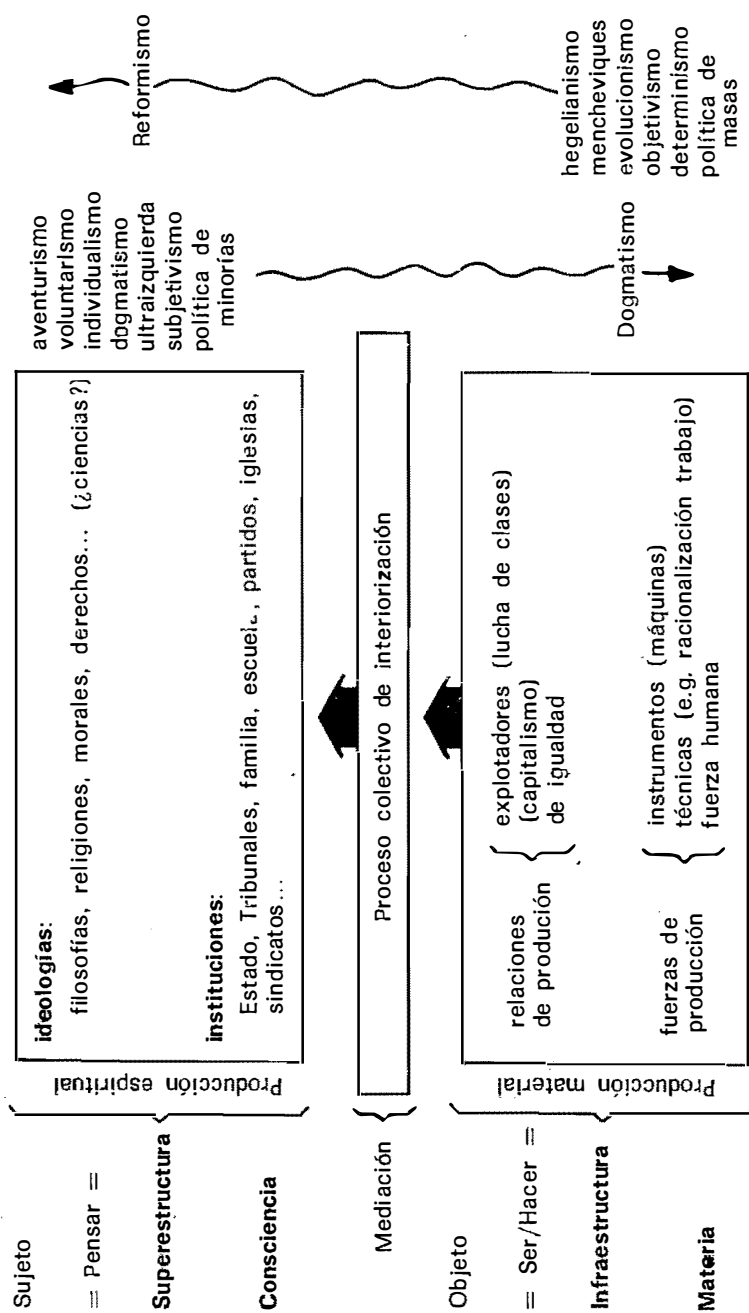 Sujeto
= Pensar =
Superestructura
Consciencia
Producción espiritual
ideologías:
filosofías, religiones, morales, derechos... (¿ciencias?)
instituciones:
Estado, Tribunales, familia, partidos, iglesias,
sindicatos...
aventurismo
voluntarismo
individualismo
dogmatismo
ultraizquierda
subjetivismo
política de
minorías
Reformismo
Mediación
Proceso colectivo de interiorización
Objeto
= Ser/Hacer =
Infraestructura
Materia
Producción material
relaciones
de produción
explotadores (lucha de clases)
(capitalismo)
de igualdad
fuerzas de
producción
instrumentos (máquinas)
técnicas (e.g. racionalización trabajo)
fuerza humana
Dogmatismo
hegelianismo
mencheviques
evolucionismo
objetivismo
determinismo
política de
masas